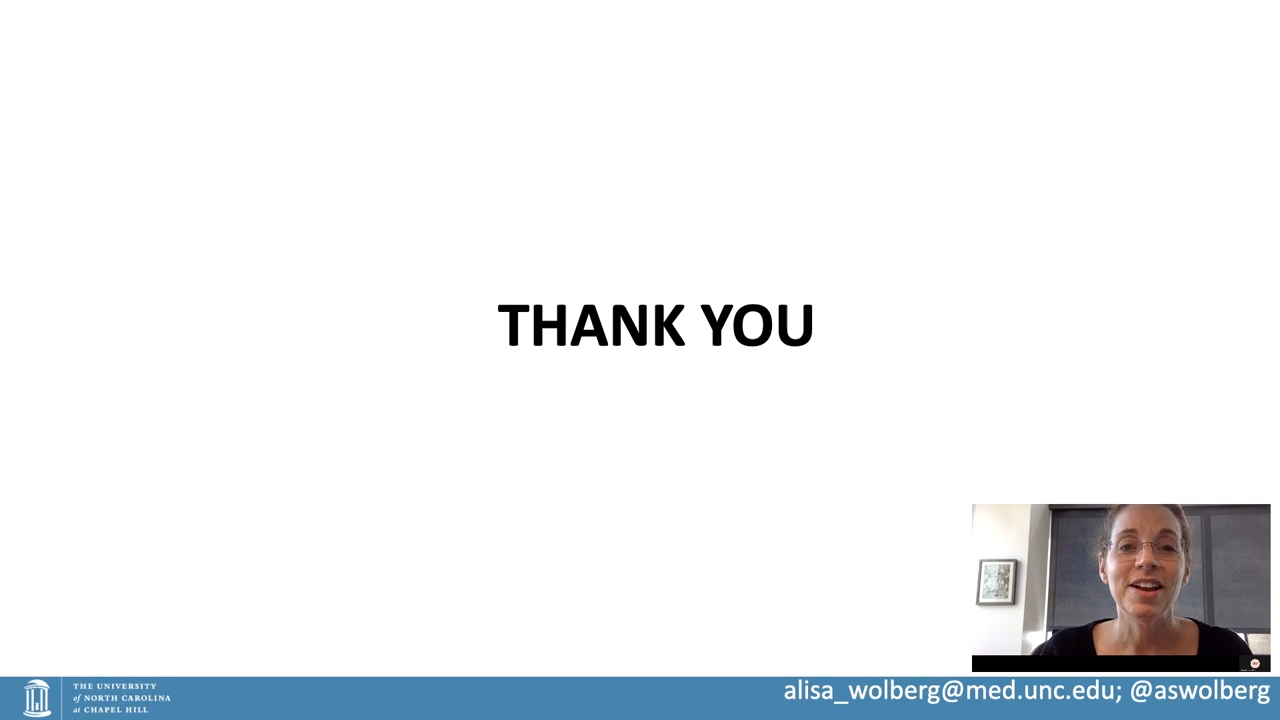 THANK YOU
THE UNIVERSITY
of NORTH CAROLINA
at CHAPEL HILL
alisa_wolberg@med.unc.edu; @aswolberg